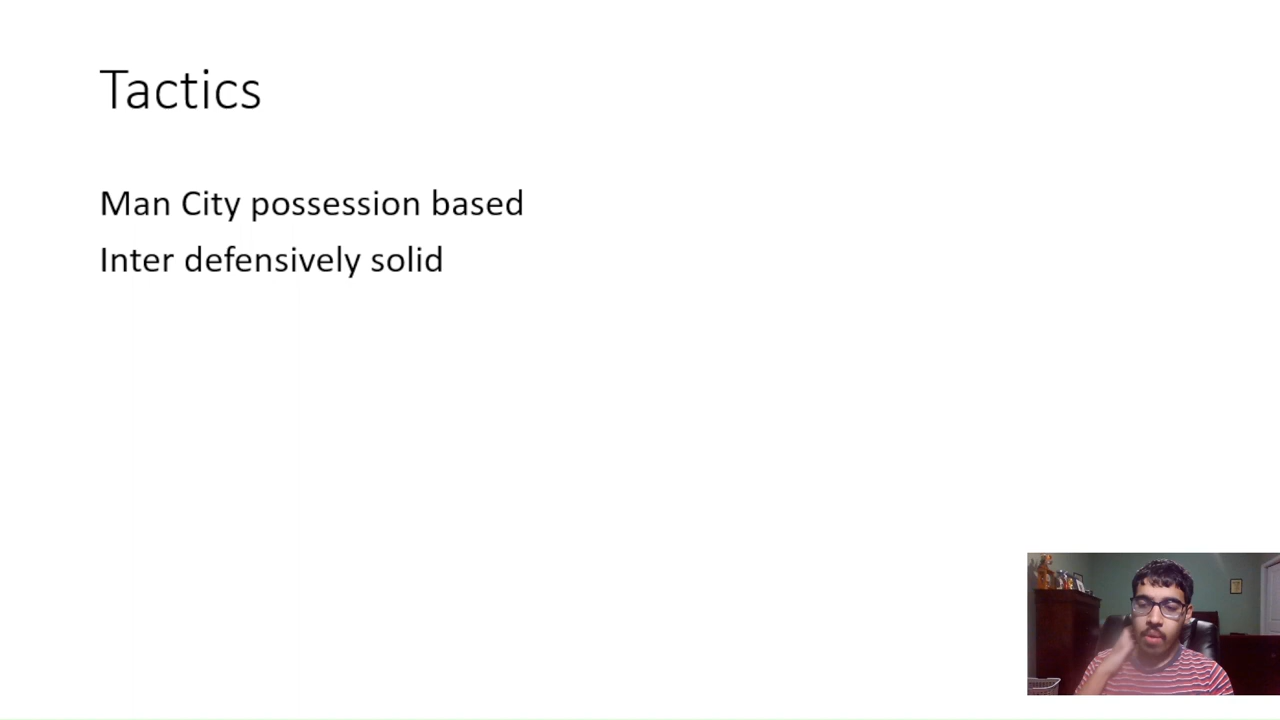 Tactics
Man City possession based
Inter defensively solid